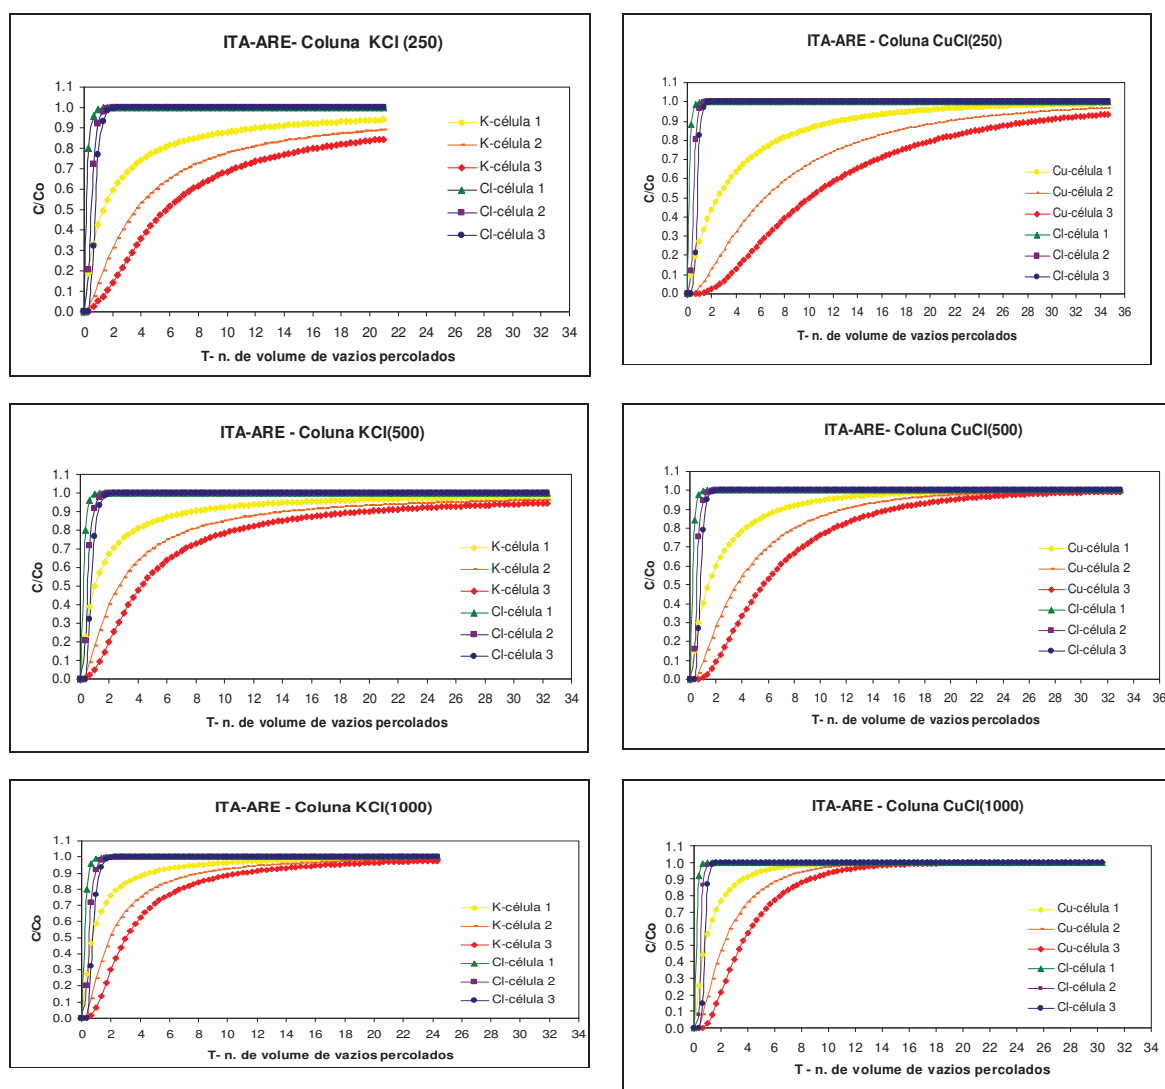 ITA-ARE- Coluna KCl (250)
C/Co
1.1
1.0
0.9
0.8
0.7
0.6
0.5
0.4
0.3
0.2
0.1
0.0
K-célula 1
K-célula 2
K-célula 3
Cl-célula 1
Cl-célula 2
Cl-célula 3
0 2 4 6 8 10 12 14 16 18 20 22 24 26 28 30 32 34
T- n. de volume de vazios percolados
ITA-ARE - Coluna CuCl(250)
C/Co
1.1
1.0
0.9
0.8
0.7
0.6
0.5
0.4
0.3
0.2
0.1
0.0
Cu-célula 1
Cu-célula 2
Cu-célula 3
Cl-célula 1
Cl-célula 2
Cl-célula 3
0 2 4 6 8 10 12 14 16 18 20 22 24 26 28 30 32 34 36
T- n. de volume de vazios percolados
ITA-ARE - Coluna KCl(500)
C/Co
1.1
1.0
0.9
0.8
0.7
0.6
0.5
0.4
0.3
0.2
0.1
0.0
K-célula 1
K-célula 2
K-célula 3
Cl-célula 1
Cl-célula 2
Cl-célula 3
0 2 4 6 8 10 12 14 16 18 20 22 24 26 28 30 32 34
T- n. de volume de vazios percolados
ITA-ARE- Coluna CuCl(500)
C/Co
1.1
1.0
0.9
0.8
0.7
0.6
0.5
0.4
0.3
0.2
0.1
0.0
Cu-célula 1
Cu-célula 2
Cu-célula 3
Cl-célula 1
Cl-célula 2
Cl-célula 3
0 2 4 6 8 10 12 14 16 18 20 22 24 26 28 30 32 34 36
T- n. de volume de vazios percolados
ITA-ARE - Coluna KCl(1000)
C/Co
1.1
1.0
0.9
0.8
0.7
0.6
0.5
0.4
0.3
0.2
0.1
0.0
K-célula 1
K-célula 2
K-célula 3
Cl-célula 1
Cl-célula 2
Cl-célula 3
0 2 4 6 8 10 12 14 16 18 20 22 24 26 28 30 32 34
T- n. de volume de vazios percolados
ITA-ARE - Coluna CuCl(1000)
C/Co
1.1
1.0
0.9
0.8
0.7
0.6
0.5
0.4
0.3
0.2
0.1
0.0
Cu-célula 1
Cu-célula 2
Cu-célula 3
Cl-célula 1
Cl-célula 2
Cl-célula 3
0 2 4 6 8 10 12 14 16 18 20 22 24 26 28 30 32 34
T - n. de volume de vazios percolados